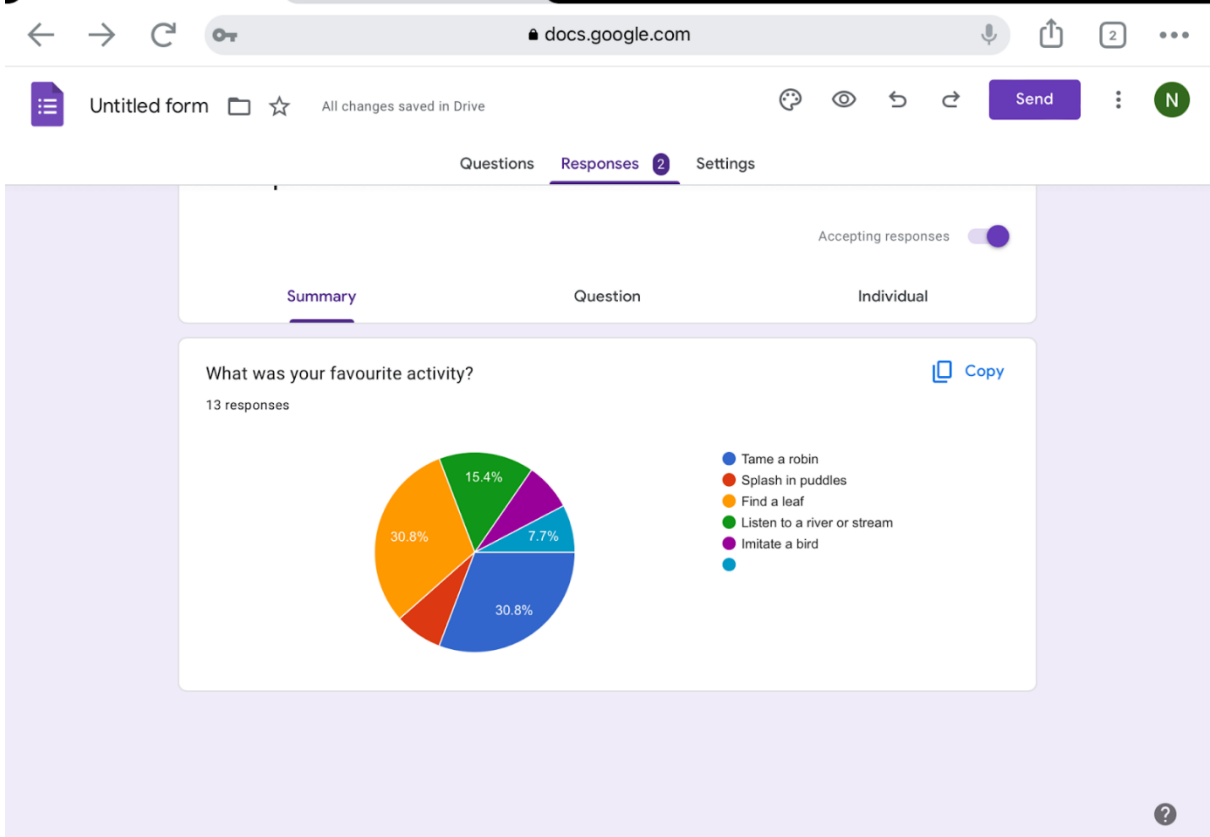 docs.google.com
2
Untitled form
All changes saved in Drive
Send
N
Questions Responses 2 Settings
Accepting responses
Summary Question Individual
What was your favourite activity?
Copy
13 responses
15.4%
30.8%
7.7%
30.8%
Tame a robin
Splash in puddles
Find a leaf
Listen to a river or stream
Imitate a bird